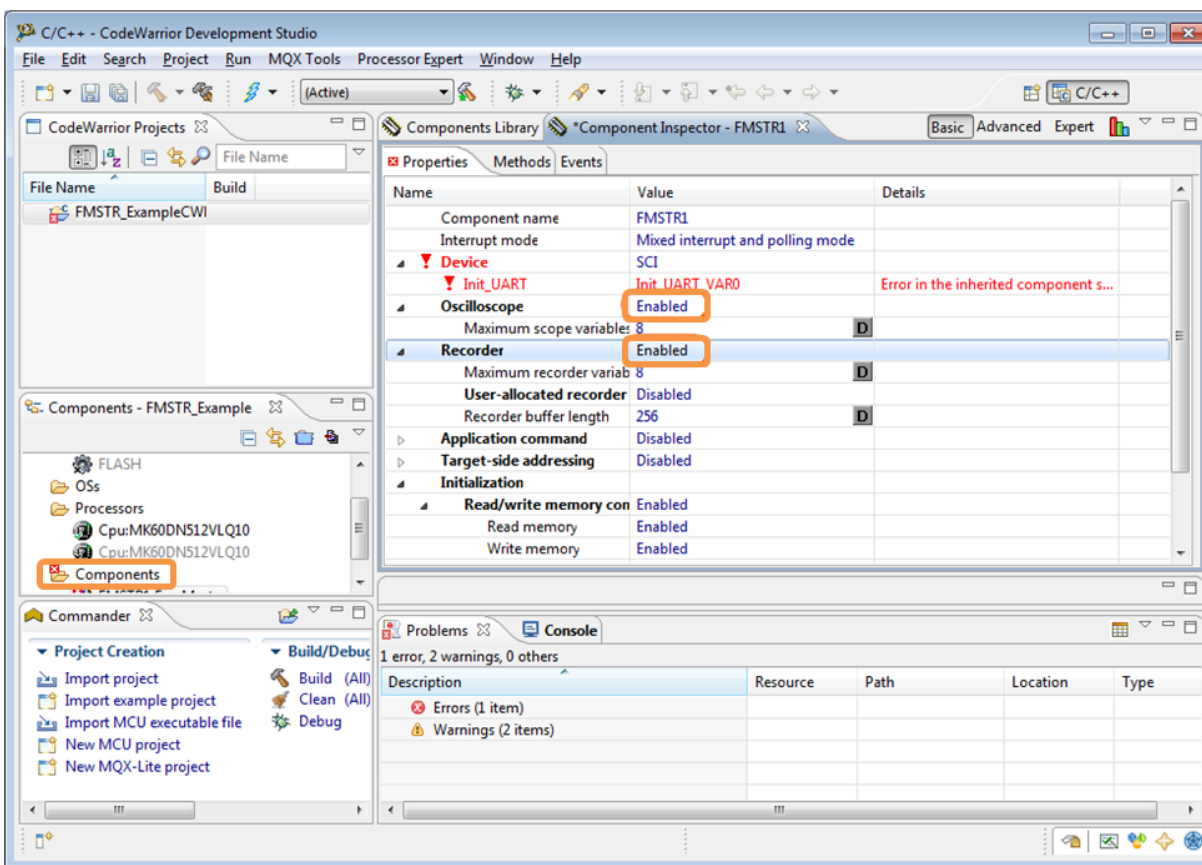 C/C++ - CodeWarrior Development Studio
File Edit Search Project Run MQX Tools Processor Expert Window Help
(Active)
C/C++
CodeWarrior Projects
File Name
File Name Build
FMSTR_ExampleCWI
Components - FMSTR_Example
FLASH
OSs
Processors
Cpu:MK60DN512VLQ10
Cpu:MK60DN512VLQ10
Components
Commander
Project Creation
Import project
Import example project
Import MCU executable file
New MCU project
New MQX-Lite project
Build/Debug
Build (All)
Clean (All)
Debug
Components Library *Component Inspector - FMSTR1
Basic Advanced Expert
Properties Methods Events
Name Value Details
Component name FMSTR1
Interrupt mode Mixed interrupt and polling mode
Device SCI
Init_UART Init_UART_VAR0 Error in the inherited component s...
Oscilloscope Enabled
Maximum scope variables 8 D
Recorder Enabled
Maximum recorder variab 8 D
User-allocated recorder Disabled
Recorder buffer length 256 D
Application command Disabled
Target-side addressing Disabled
Initialization
Read/write memory con Enabled
Read memory Enabled
Write memory Enabled
Problems Console
1 error, 2 warnings, 0 others
Description Resource Path Location Type
Errors (1 item)
Warnings (2 items)